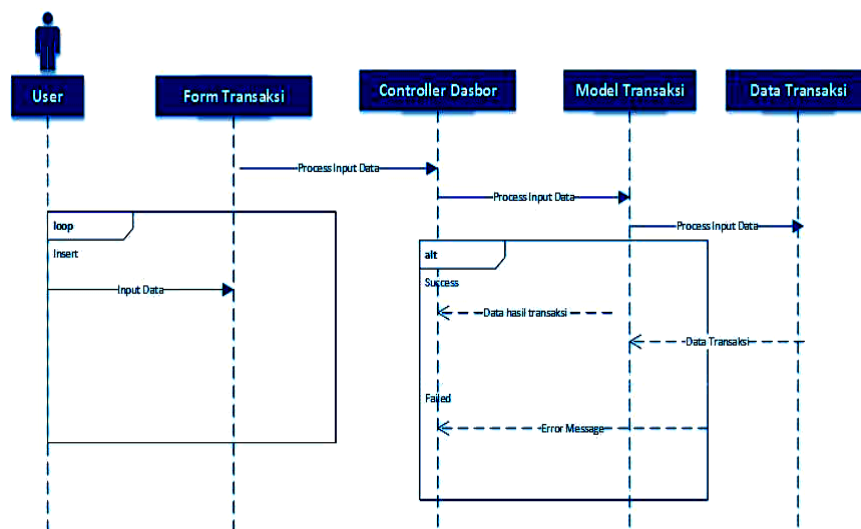 User
Form Transaksi
Controller Dasbor
Model Transaksi
Data Transaksi
Process Input Data
Process Input Data
Process Input Data
loop
Insert
Input Data
alt
Success
Data hasil transaksi
Data Transaksi
Failed
Error Message